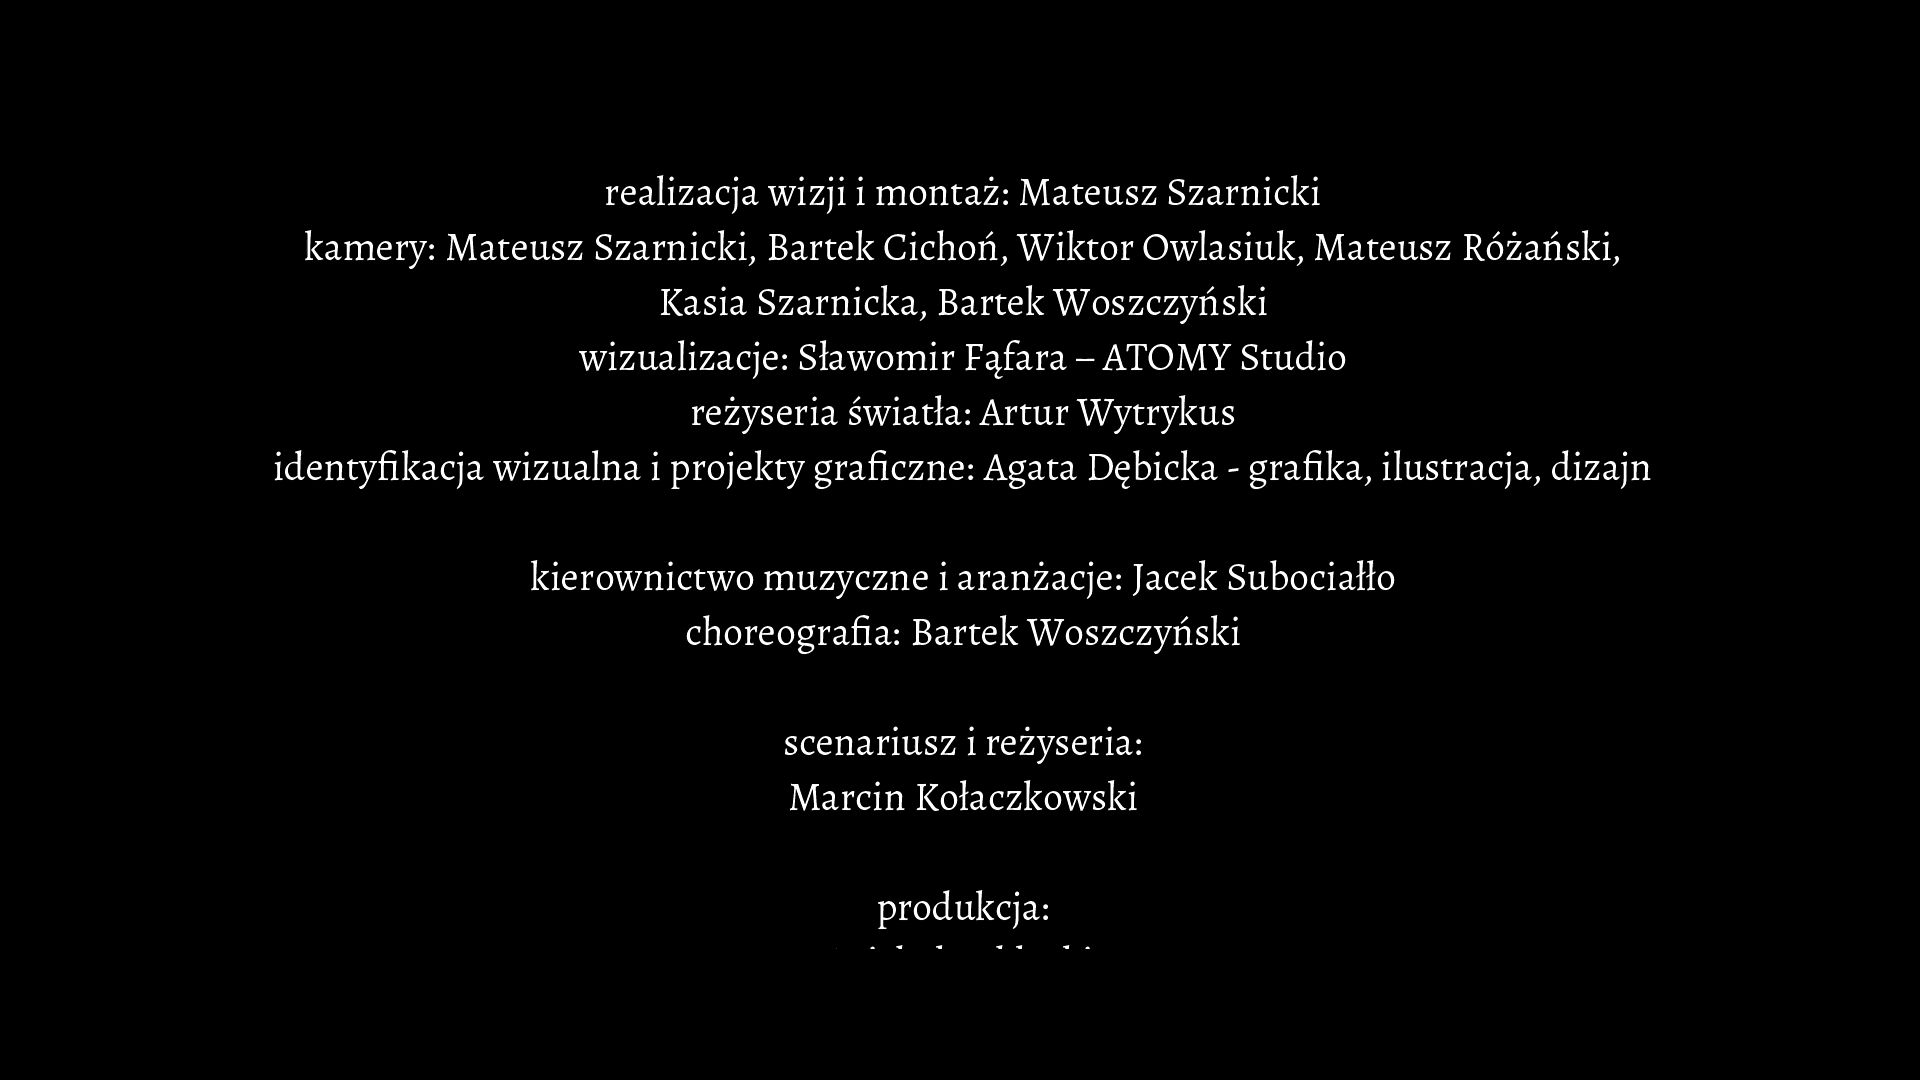 realizacja wizji i montaż: Mateusz Szarnicki
kamery: Mateusz Szarnicki, Bartek Cichoń, Wiktor Owlasiuk, Mateusz Różański,
Kasia Szarnicka, Bartek Woszczyński
wizualizacje: Sławomir Fąfara – ATOMY Studio
reżyseria światła: Artur Wytrykus
identyfikacja wizualna i projekty graficzne: Agata Dębicka - grafika, ilustracja, dizajn
kierownictwo muzyczne i aranżacje: Jacek Subociałło
choreografia: Bartek Woszczyński
scenariusz i reżyseria:
Marcin Kołaczkowski
produkcja: